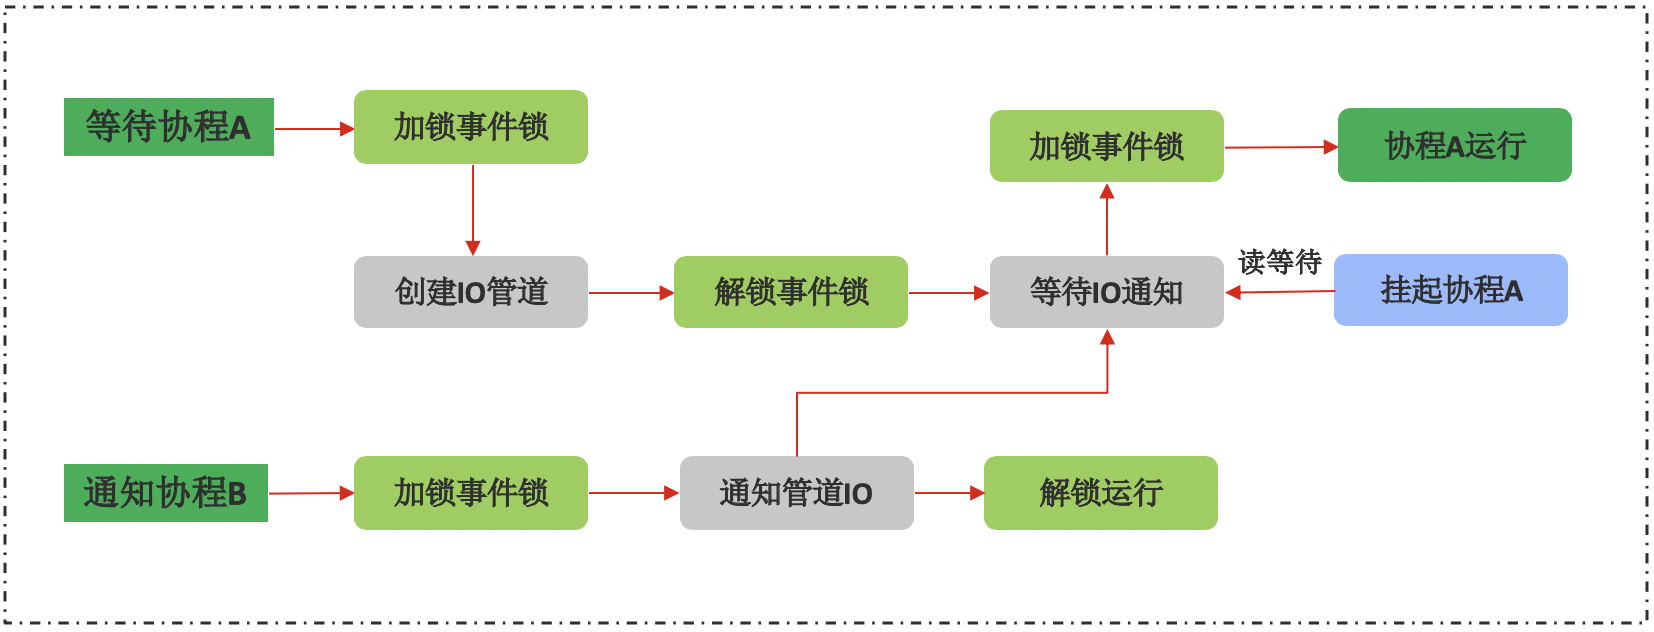 等待协程A
加锁事件锁
加锁事件锁
协程A运行
创建IO管道
解锁事件锁
等待IO通知
读等待
挂起协程A
通知协程B
加锁事件锁
通知管道IO
解锁运行